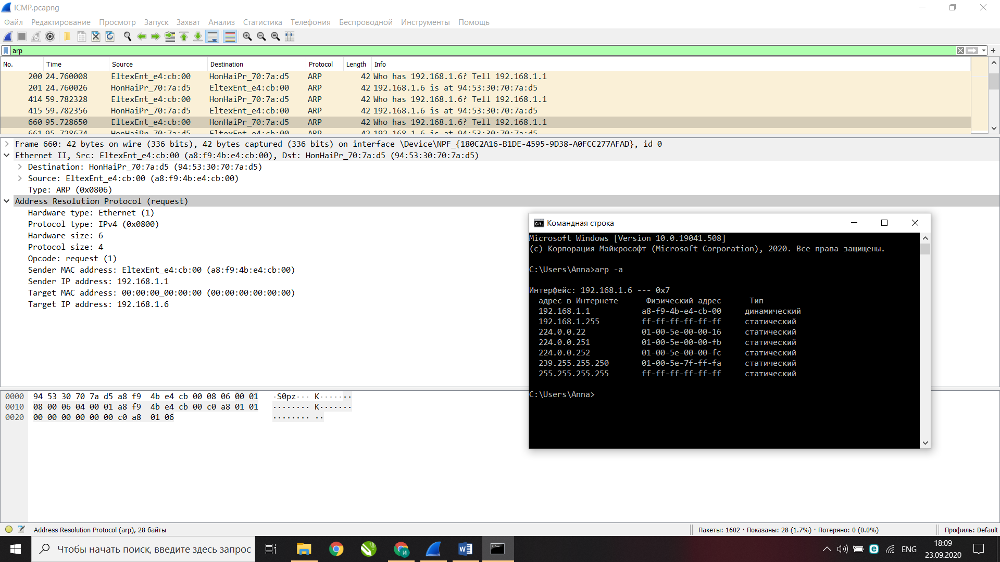 ICMP.pcapng
Файл Редактирование Просмотр Запуск Захват Анализ Статистика Телефония Беспроводной Инструменты Помощь
arp
No. Time Source Destination Protocol Length Info
200 24.760008 EltexEnt_e4:cb:00 HonHaiPr_70:7a:d5 ARP 42 Who has 192.168.1.6? Tell 192.168.1.1
201 24.760026 HonHaiPr_70:7a:d5 EltexEnt_e4:cb:00 ARP 42 192.168.1.6 is at 94:53:30:70:7a:d5
414 59.782328 EltexEnt_e4:cb:00 HonHaiPr_70:7a:d5 ARP 42 Who has 192.168.1.6? Tell 192.168.1.1
415 59.782356 HonHaiPr_70:7a:d5 EltexEnt_e4:cb:00 ARP 42 192.168.1.6 is at 94:53:30:70:7a:d5
660 95.728650 EltexEnt_e4:cb:00 HonHaiPr_70:7a:d5 ARP 42 Who has 192.168.1.6? Tell 192.168.1.1
661 95.728674 HonHaiPr_70:7a:d5 EltexEnt_e4:cb:00 ARP 42 192.168.1.6 is at 94:53:30:70:7a:d5
Frame 660: 42 bytes on wire (336 bits), 42 bytes captured (336 bits) on interface \Device\NPF_{180C2A16-B1DE-4595-9D38-A0FCC277AFAD}, id 0
Ethernet II, Src: EltexEnt_e4:cb:00 (a8:f9:4b:e4:cb:00), Dst: HonHaiPr_70:7a:d5 (94:53:30:70:7a:d5)
Destination: HonHaiPr_70:7a:d5 (94:53:30:70:7a:d5)
Source: EltexEnt_e4:cb:00 (a8:f9:4b:e4:cb:00)
Type: ARP (0x0806)
Address Resolution Protocol (request)
Hardware type: Ethernet (1)
Protocol type: IPv4 (0x0800)
Hardware size: 6
Protocol size: 4
Opcode: request (1)
Sender MAC address: EltexEnt_e4:cb:00 (a8:f9:4b:e4:cb:00)
Sender IP address: 192.168.1.1
Target MAC address: 00:00:00_00:00:00 (00:00:00:00:00:00)
Target IP address: 192.168.1.6
0000 94 53 30 70 7a d5 a8 f9 4b e4 cb 00 08 06 00 01 ·S0pz··· K·······
0010 08 00 06 04 00 01 a8 f9 4b e4 cb 00 c0 a8 01 01 ········ K·······
0020 00 00 00 00 00 00 c0 a8 01 06 ········ ··
Командная строка
Microsoft Windows [Version 10.0.19041.508]
(c) Корпорация Майкрософт (Microsoft Corporation), 2020. Все права защищены.
C:\Users\Anna>arp -a
Интерфейс: 192.168.1.6 --- 0x7
адрес в Интернете Физический адрес Тип
192.168.1.1 a8-f9-4b-e4-cb-00 динамический
192.168.1.255 ff-ff-ff-ff-ff-ff статический
224.0.0.22 01-00-5e-00-00-16 статический
224.0.0.251 01-00-5e-00-00-fb статический
224.0.0.252 01-00-5e-00-00-fc статический
239.255.255.250 01-00-5e-7f-ff-fa статический
255.255.255.255 ff-ff-ff-ff-ff-ff статический
C:\Users\Anna>
Address Resolution Protocol (arp), 28 байты
Пакеты: 1602 · Показаны: 28 (1.7%) · Потеряно: 0 (0.0%)
Профиль: Default
Чтобы начать поиск, введите здесь запрос
ENG
18:09
23.09.2020